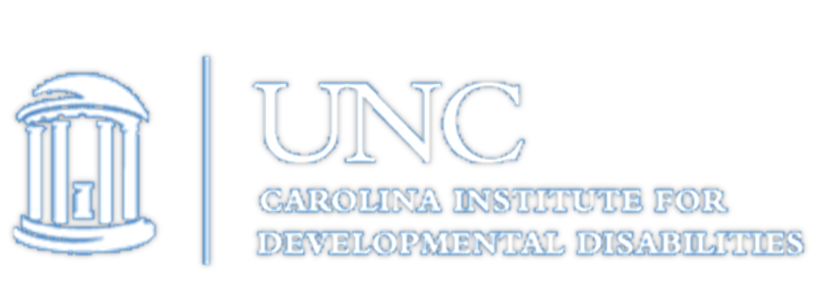 UNC
CAROLINA INSTITUTE FOR
DEVELOPMENTAL DISABILITIES